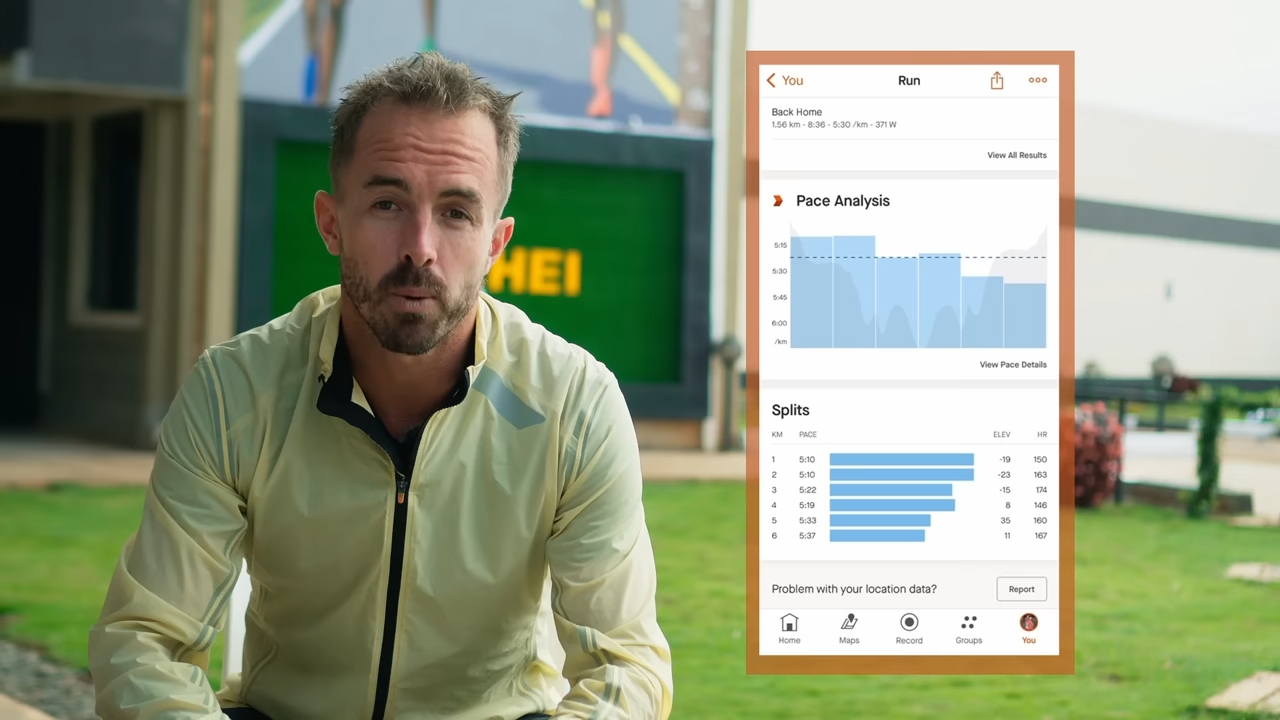 HEI
You Run
Back Home
1.56 km - 8:36 - 5:30 /km - 371 W
View All Results
Pace Analysis
5:15
5:30
5:45
6:00
/km
View Pace Details
Splits
KM PACE ELEV HR
1 5:10 -19 150
2 5:10 -23 163
3 5:22 -15 174
4 5:19 8 146
5 5:33 35 160
6 5:37 11 167
Problem with your location data? Report
Home Maps Record Groups You